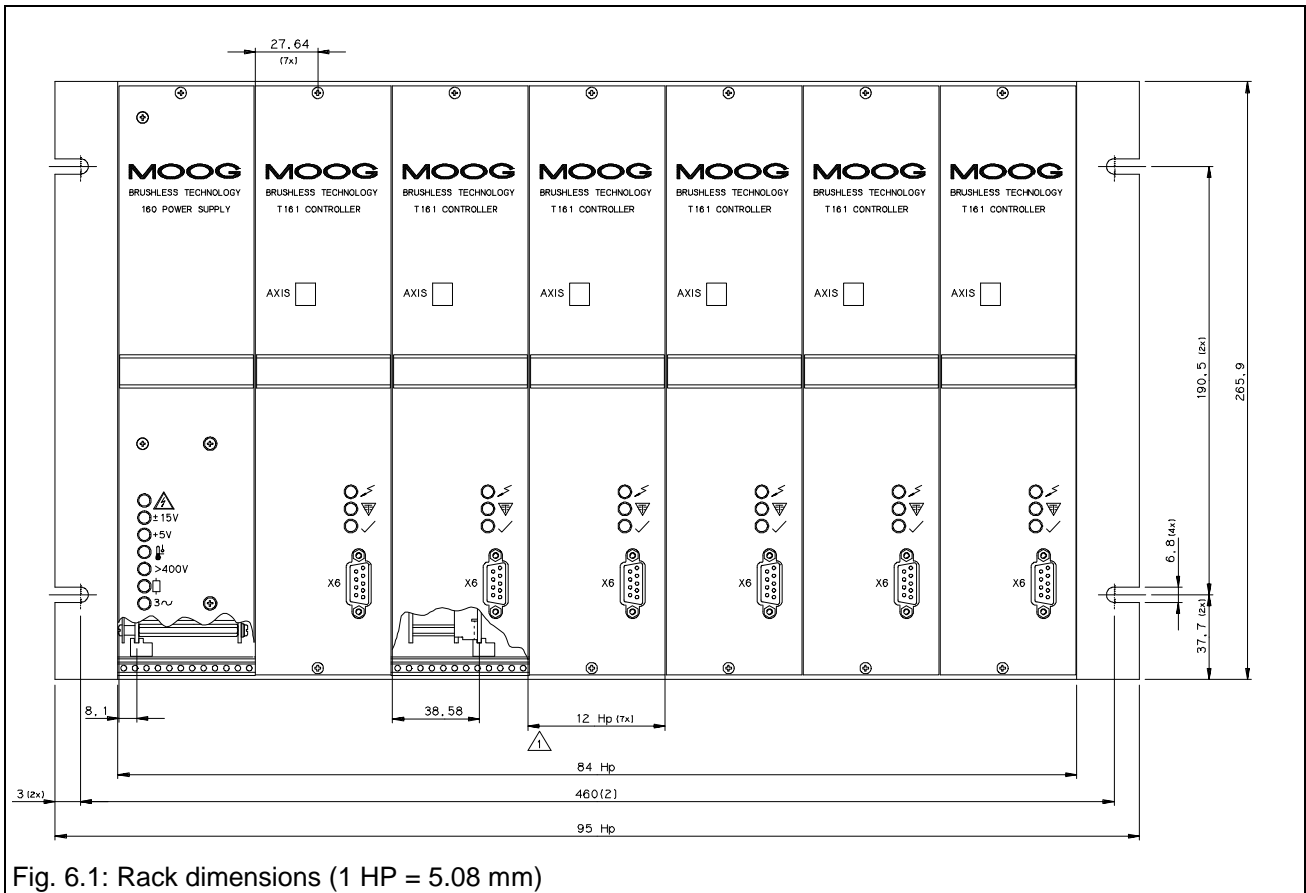 27.64
(7x)
MOOG MOOG MOOG MOOG MOOG MOOG MOOG
BRUSHLESS TECHNOLOGY BRUSHLESS TECHNOLOGY BRUSHLESS TECHNOLOGY BRUSHLESS TECHNOLOGY BRUSHLESS TECHNOLOGY BRUSHLESS TECHNOLOGY BRUSHLESS TECHNOLOGY
160 POWER SUPPLY T161 CONTROLLER T161 CONTROLLER T161 CONTROLLER T161 CONTROLLER T161 CONTROLLER T161 CONTROLLER
AXIS AXIS AXIS AXIS AXIS AXIS
190.5 (2x)
265.9
±15V
+5V
>400V
3~
X6 X6 X6 X6 X6 X6
6.8 (4x)
37.7 (2x)
8.1 38.58 12 Hp (7x)
1
84 Hp
3 (2x) 460(2)
95 Hp
Fig. 6.1: Rack dimensions (1 HP = 5.08 mm)